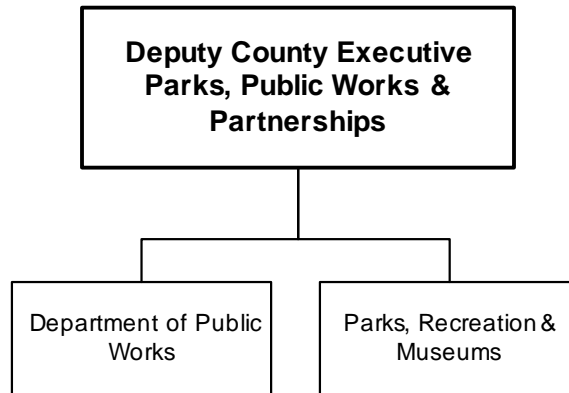 Deputy County Executive
Parks, Public Works &
Partnerships
Department of Public
Works
Parks, Recreation &
Museums